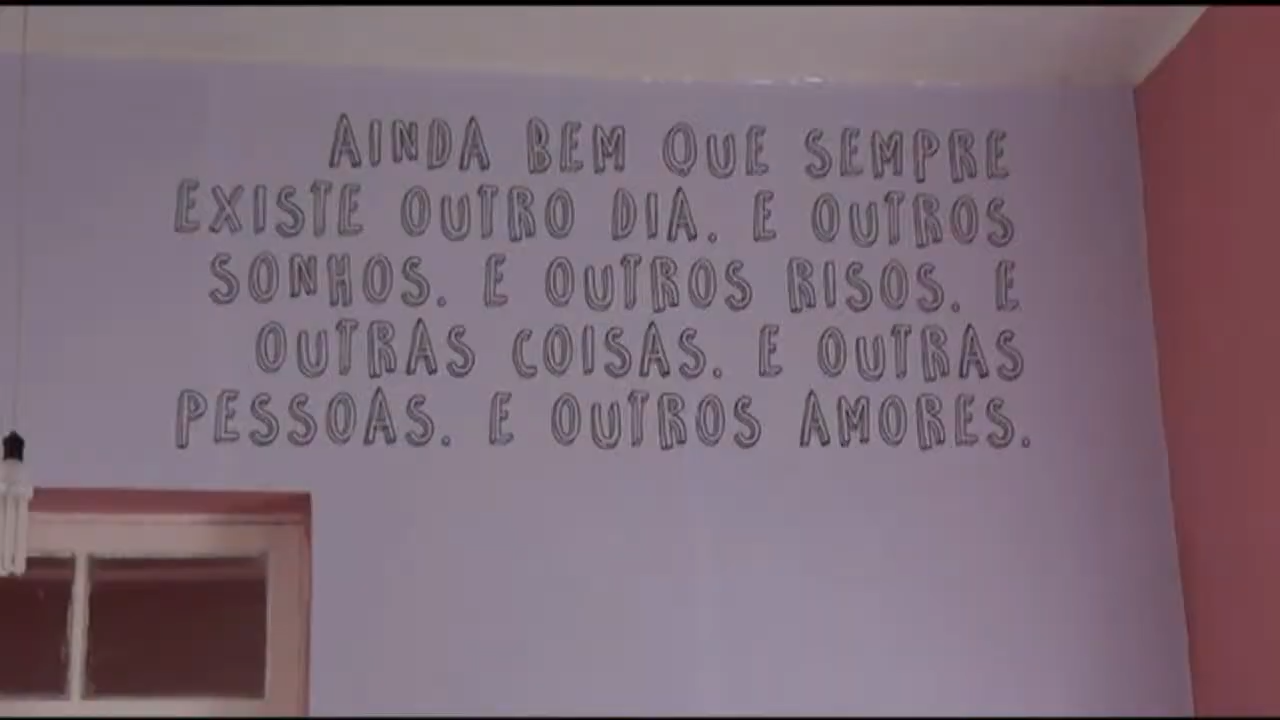 AINDA BEM QUE SEMPRE
EXISTE OUTRO DIA. E OUTROS
SONHOS. E OUTROS RISOS. E
OUTRAS COISAS. E OUTRAS
PESSOAS. E OUTROS AMORES.